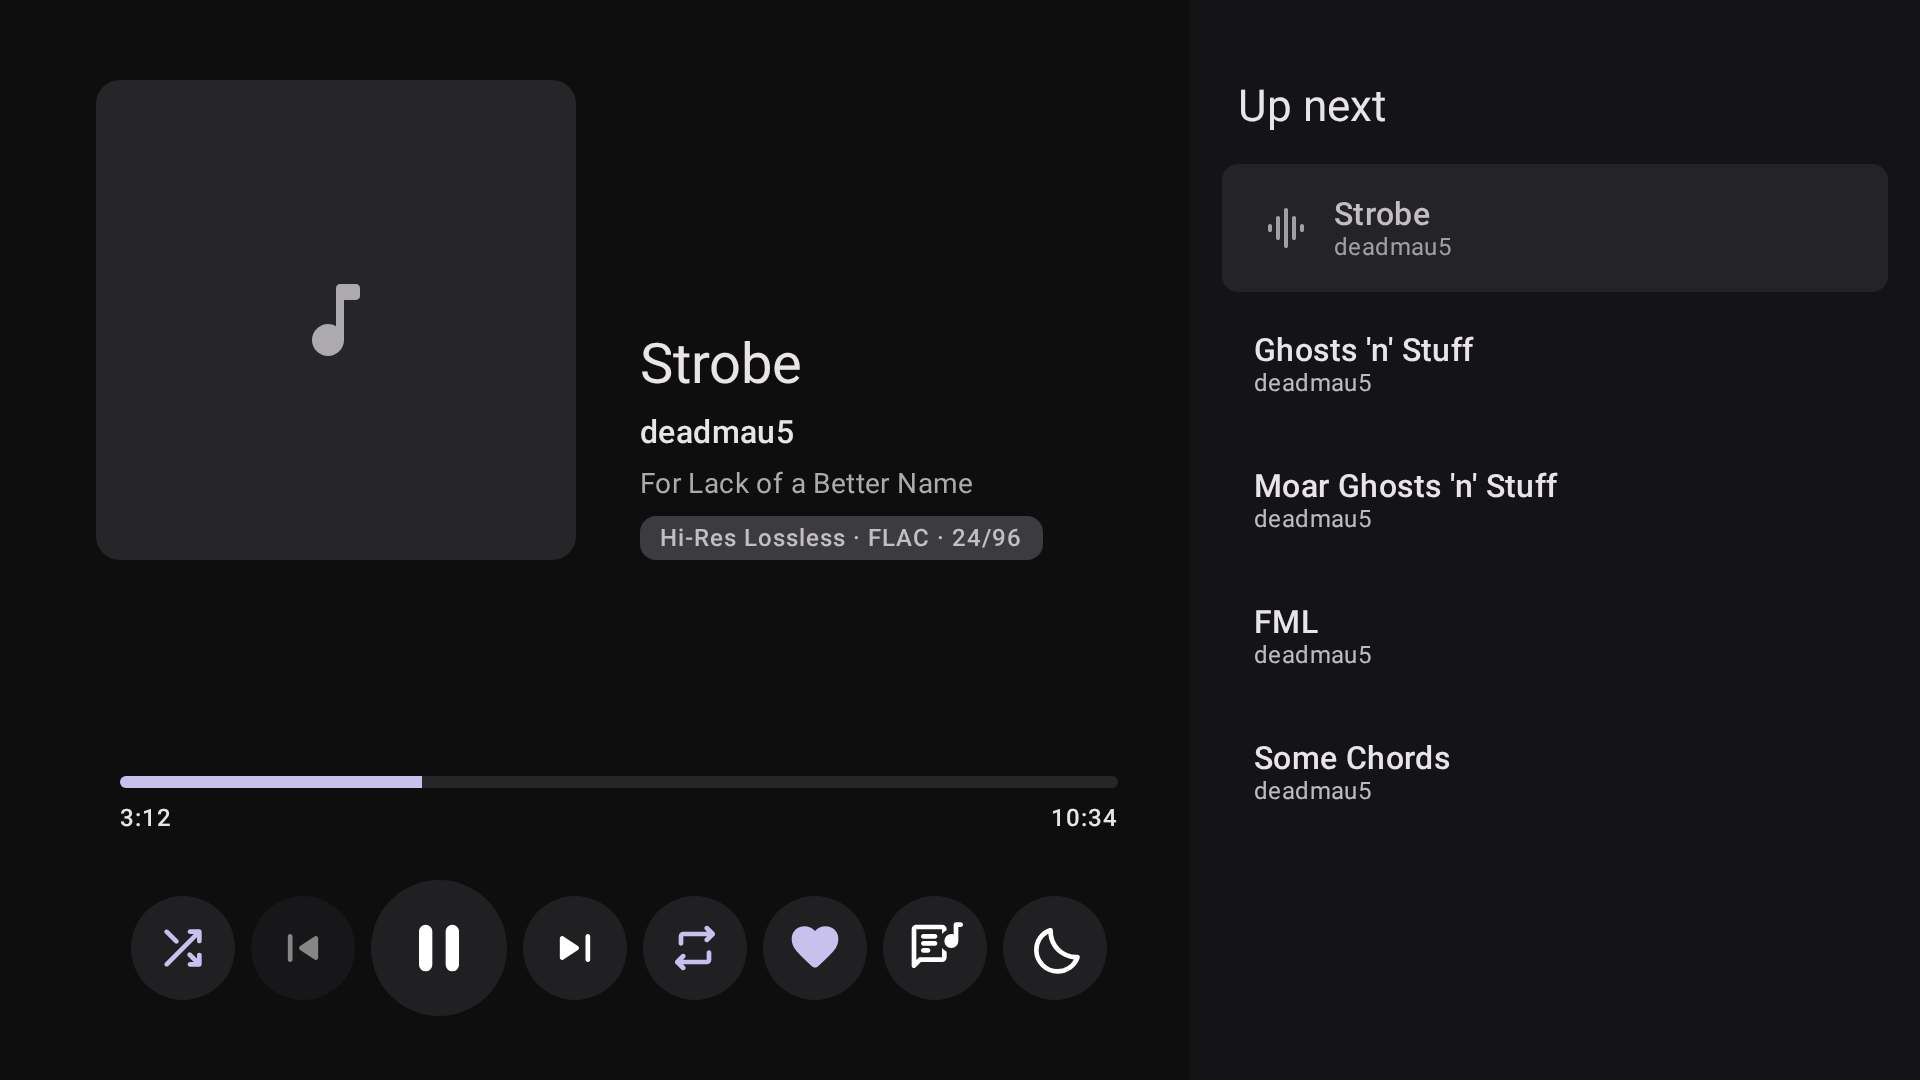 Strobe
deadmau5
For Lack of a Better Name
Hi-Res Lossless · FLAC · 24/96
3:12
10:34
Up next
Strobe
deadmau5
Ghosts 'n' Stuff
deadmau5
Moar Ghosts 'n' Stuff
deadmau5
FML
deadmau5
Some Chords
deadmau5